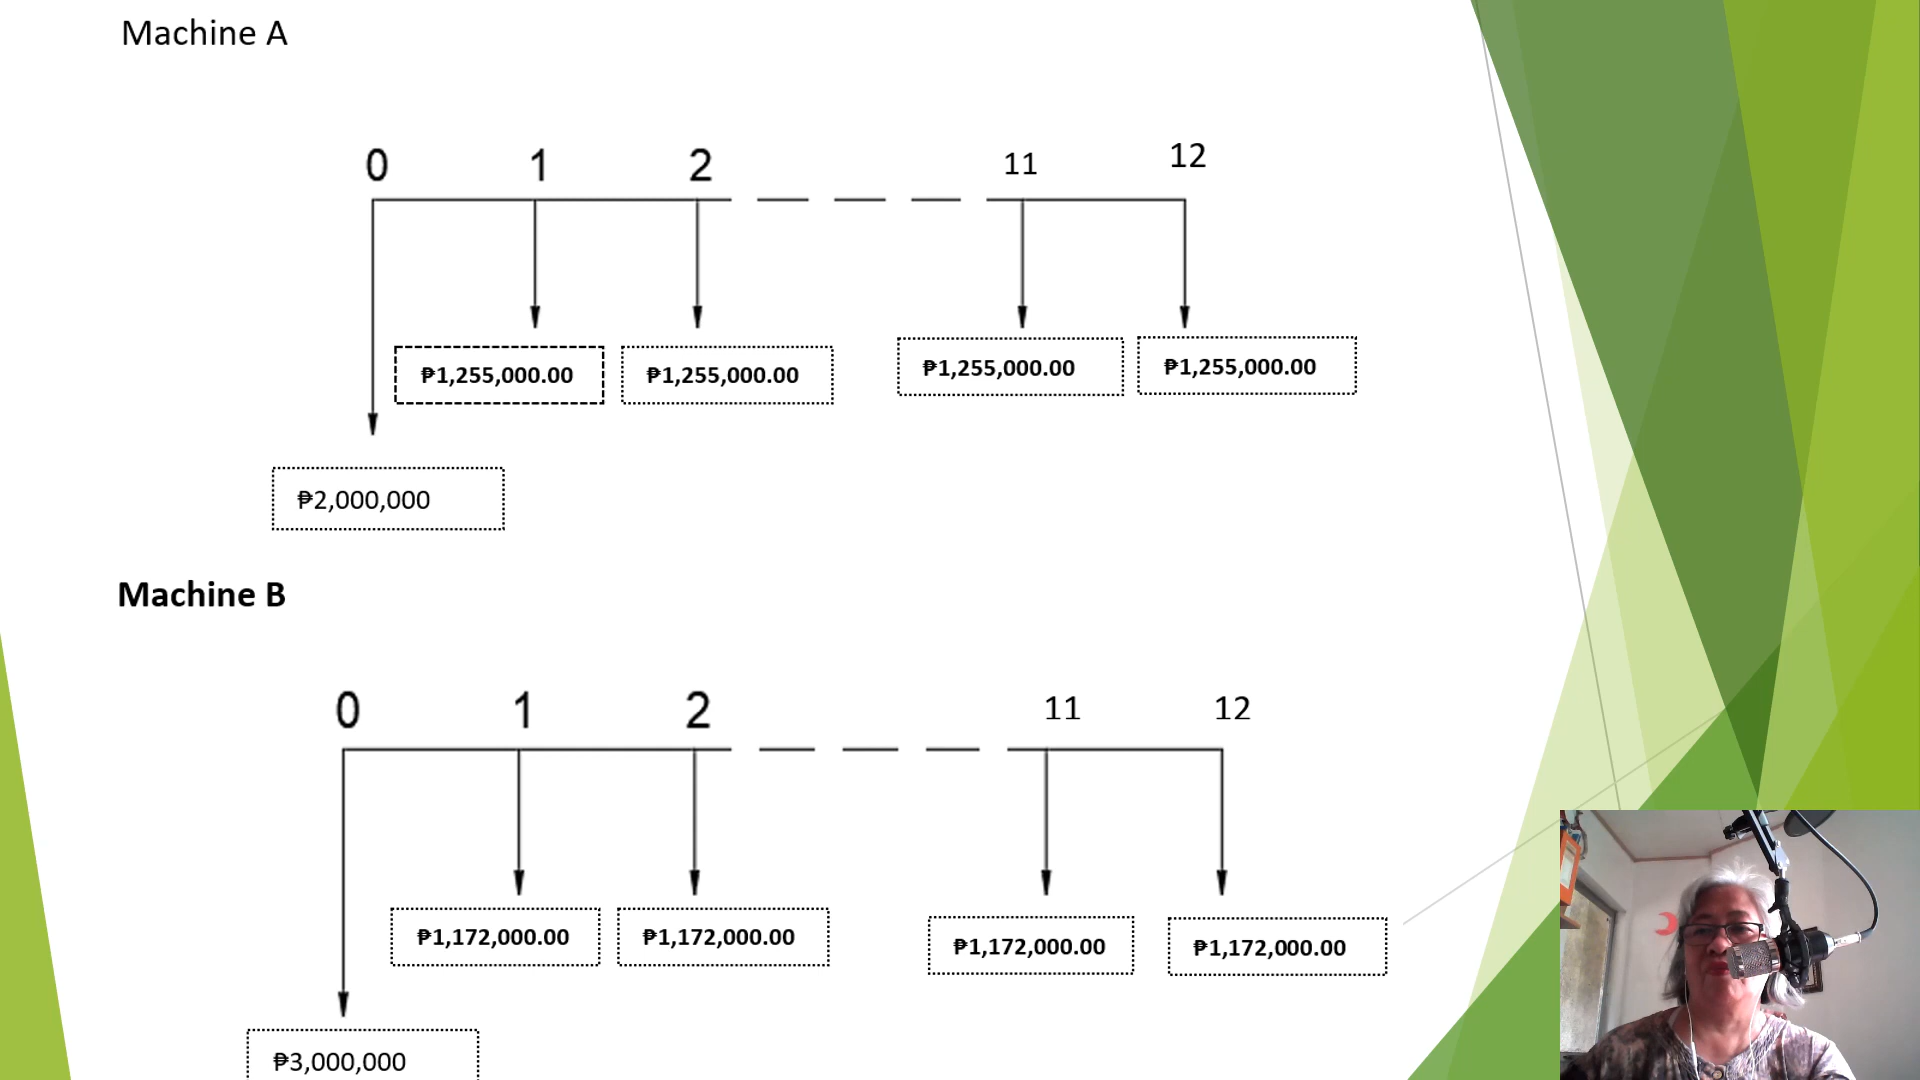 Machine A
0 1 2 11 12
₱1,255,000.00 ₱1,255,000.00 ₱1,255,000.00 ₱1,255,000.00
₱2,000,000
Machine B
0 1 2 11 12
₱1,172,000.00 ₱1,172,000.00 ₱1,172,000.00 ₱1,172,000.00
₱3,000,000